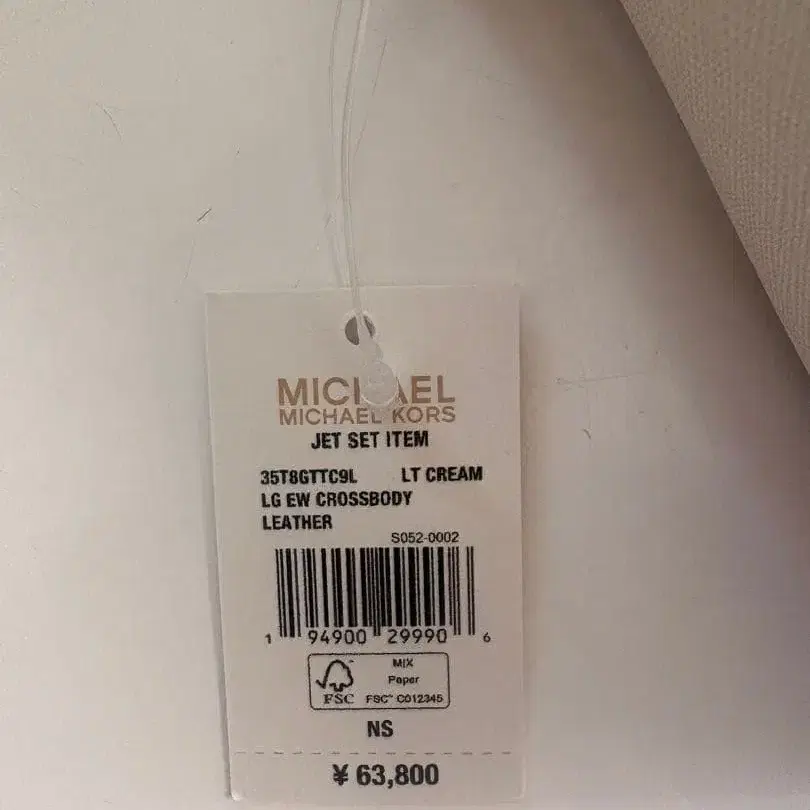 MICHAEL
MICHAEL KORS
JET SET ITEM
35T8GTTC9L LT CREAM
LG EW CROSSBODY
LEATHER
S052-0002
1 94900 29990 6
MIX
Paper
FSC FSC™ C012345
NS
¥ 63,800